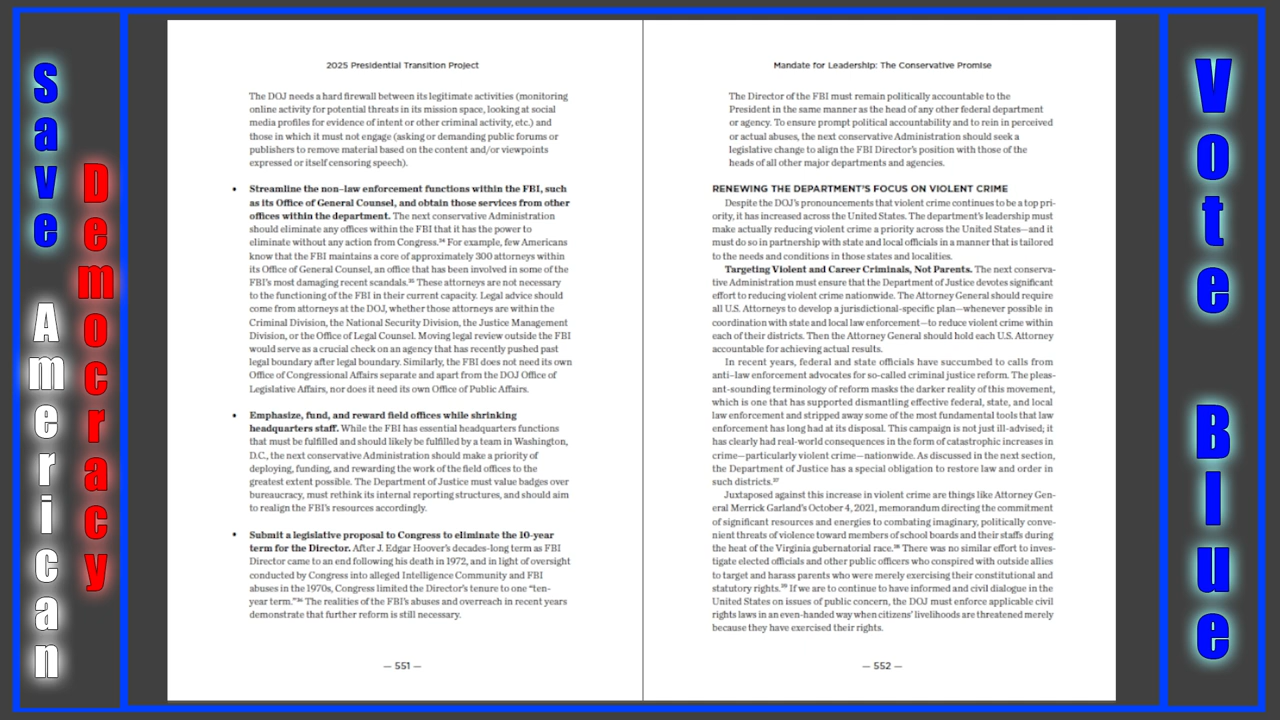 Save American
Democracy
2025 Presidential Transition Project
The DOJ needs a hard firewall between its legitimate activities (monitoring
online activity for potential threats in its mission space, looking at social
media profiles for evidence of intent or other criminal activity, etc.) and
those in which it must not engage (asking or demanding public forums or
publishers to remove material based on the content and/or viewpoints
expressed or itself censoring speech).
• Streamline the non–law enforcement functions within the FBI, such
as its Office of General Counsel, and obtain those services from other
offices within the department. The next conservative Administration
should eliminate any offices within the FBI that it has the power to
eliminate without any action from Congress.34 For example, few Americans
know that the FBI maintains a core of approximately 300 attorneys within
its Office of General Counsel, an office that has been involved in some of the
FBI’s most damaging recent scandals.35 These attorneys are not necessary
to the functioning of the FBI in their current capacity. Legal advice should
come from attorneys at the DOJ, whether those attorneys are within the
Criminal Division, the National Security Division, the Justice Management
Division, or the Office of Legal Counsel. Moving legal review outside the FBI
would serve as a crucial check on an agency that has recently pushed past
legal boundary after legal boundary. Similarly, the FBI does not need its own
Office of Congressional Affairs separate and apart from the DOJ Office of
Legislative Affairs, nor does it need its own Office of Public Affairs.
• Emphasize, fund, and reward field offices while shrinking
headquarters staff. While the FBI has essential headquarters functions
that must be fulfilled and should likely be fulfilled by a team in Washington,
D.C., the next conservative Administration should make a priority of
deploying, funding, and rewarding the work of the field offices to the
greatest extent possible. The Department of Justice must value badges over
bureaucracy, must rethink its internal reporting structures, and should aim
to realign the FBI’s resources accordingly.
• Submit a legislative proposal to Congress to eliminate the 10-year
term for the Director. After J. Edgar Hoover’s decades-long term as FBI
Director came to an end following his death in 1972, and in light of oversight
conducted by Congress into alleged Intelligence Community and FBI
abuses in the 1970s, Congress limited the Director’s tenure to one “ten-
year term.”36 The realities of the FBI’s abuses and overreach in recent years
demonstrate that further reform is still necessary.
— 551 —
Mandate for Leadership: The Conservative Promise
The Director of the FBI must remain politically accountable to the
President in the same manner as the head of any other federal department
or agency. To ensure prompt political accountability and to rein in perceived
or actual abuses, the next conservative Administration should seek a
legislative change to align the FBI Director’s position with those of the
heads of all other major departments and agencies.
RENEWING THE DEPARTMENT’S FOCUS ON VIOLENT CRIME
Despite the DOJ’s pronouncements that violent crime continues to be a top pri-
ority, it has increased across the United States. The department’s leadership must
make actually reducing violent crime a priority across the United States—and it
must do so in partnership with state and local officials in a manner that is tailored
to the needs and conditions in those states and localities.
Targeting Violent and Career Criminals, Not Parents. The next conserva-
tive Administration must ensure that the Department of Justice devotes significant
effort to reducing violent crime nationwide. The Attorney General should require
all U.S. Attorneys to develop a jurisdictional-specific plan—whenever possible in
coordination with state and local law enforcement—to reduce violent crime within
each of their districts. Then the Attorney General should hold each U.S. Attorney
accountable for achieving actual results.
In recent years, federal and state officials have succumbed to calls from
anti–law enforcement advocates for so-called criminal justice reform. The pleas-
ant-sounding terminology of reform masks the darker reality of this movement,
which is one that has supported dismantling effective federal, state, and local
law enforcement and stripped away some of the most fundamental tools that law
enforcement has long had at its disposal. This campaign is not just ill-advised; it
has clearly had real-world consequences in the form of catastrophic increases in
crime—particularly violent crime—nationwide. As discussed in the next section,
the Department of Justice has a special obligation to restore law and order in
such districts.37
Juxtaposed against this increase in violent crime are things like Attorney Gen-
eral Merrick Garland’s October 4, 2021, memorandum directing the commitment
of significant resources and energies to combating imaginary, politically conve-
nient threats of violence toward members of school boards and their staffs during
the heat of the Virginia gubernatorial race.38 There was no similar effort to inves-
tigate elected officials and other public officers who conspired with outside allies
to target and harass parents who were merely exercising their constitutional and
statutory rights.39 If we are to continue to have informed and civil dialogue in the
United States on issues of public concern, the DOJ must enforce applicable civil
rights laws in an even-handed way when citizens’ livelihoods are threatened merely
because they have exercised their rights.
— 552 —
Vote Blue